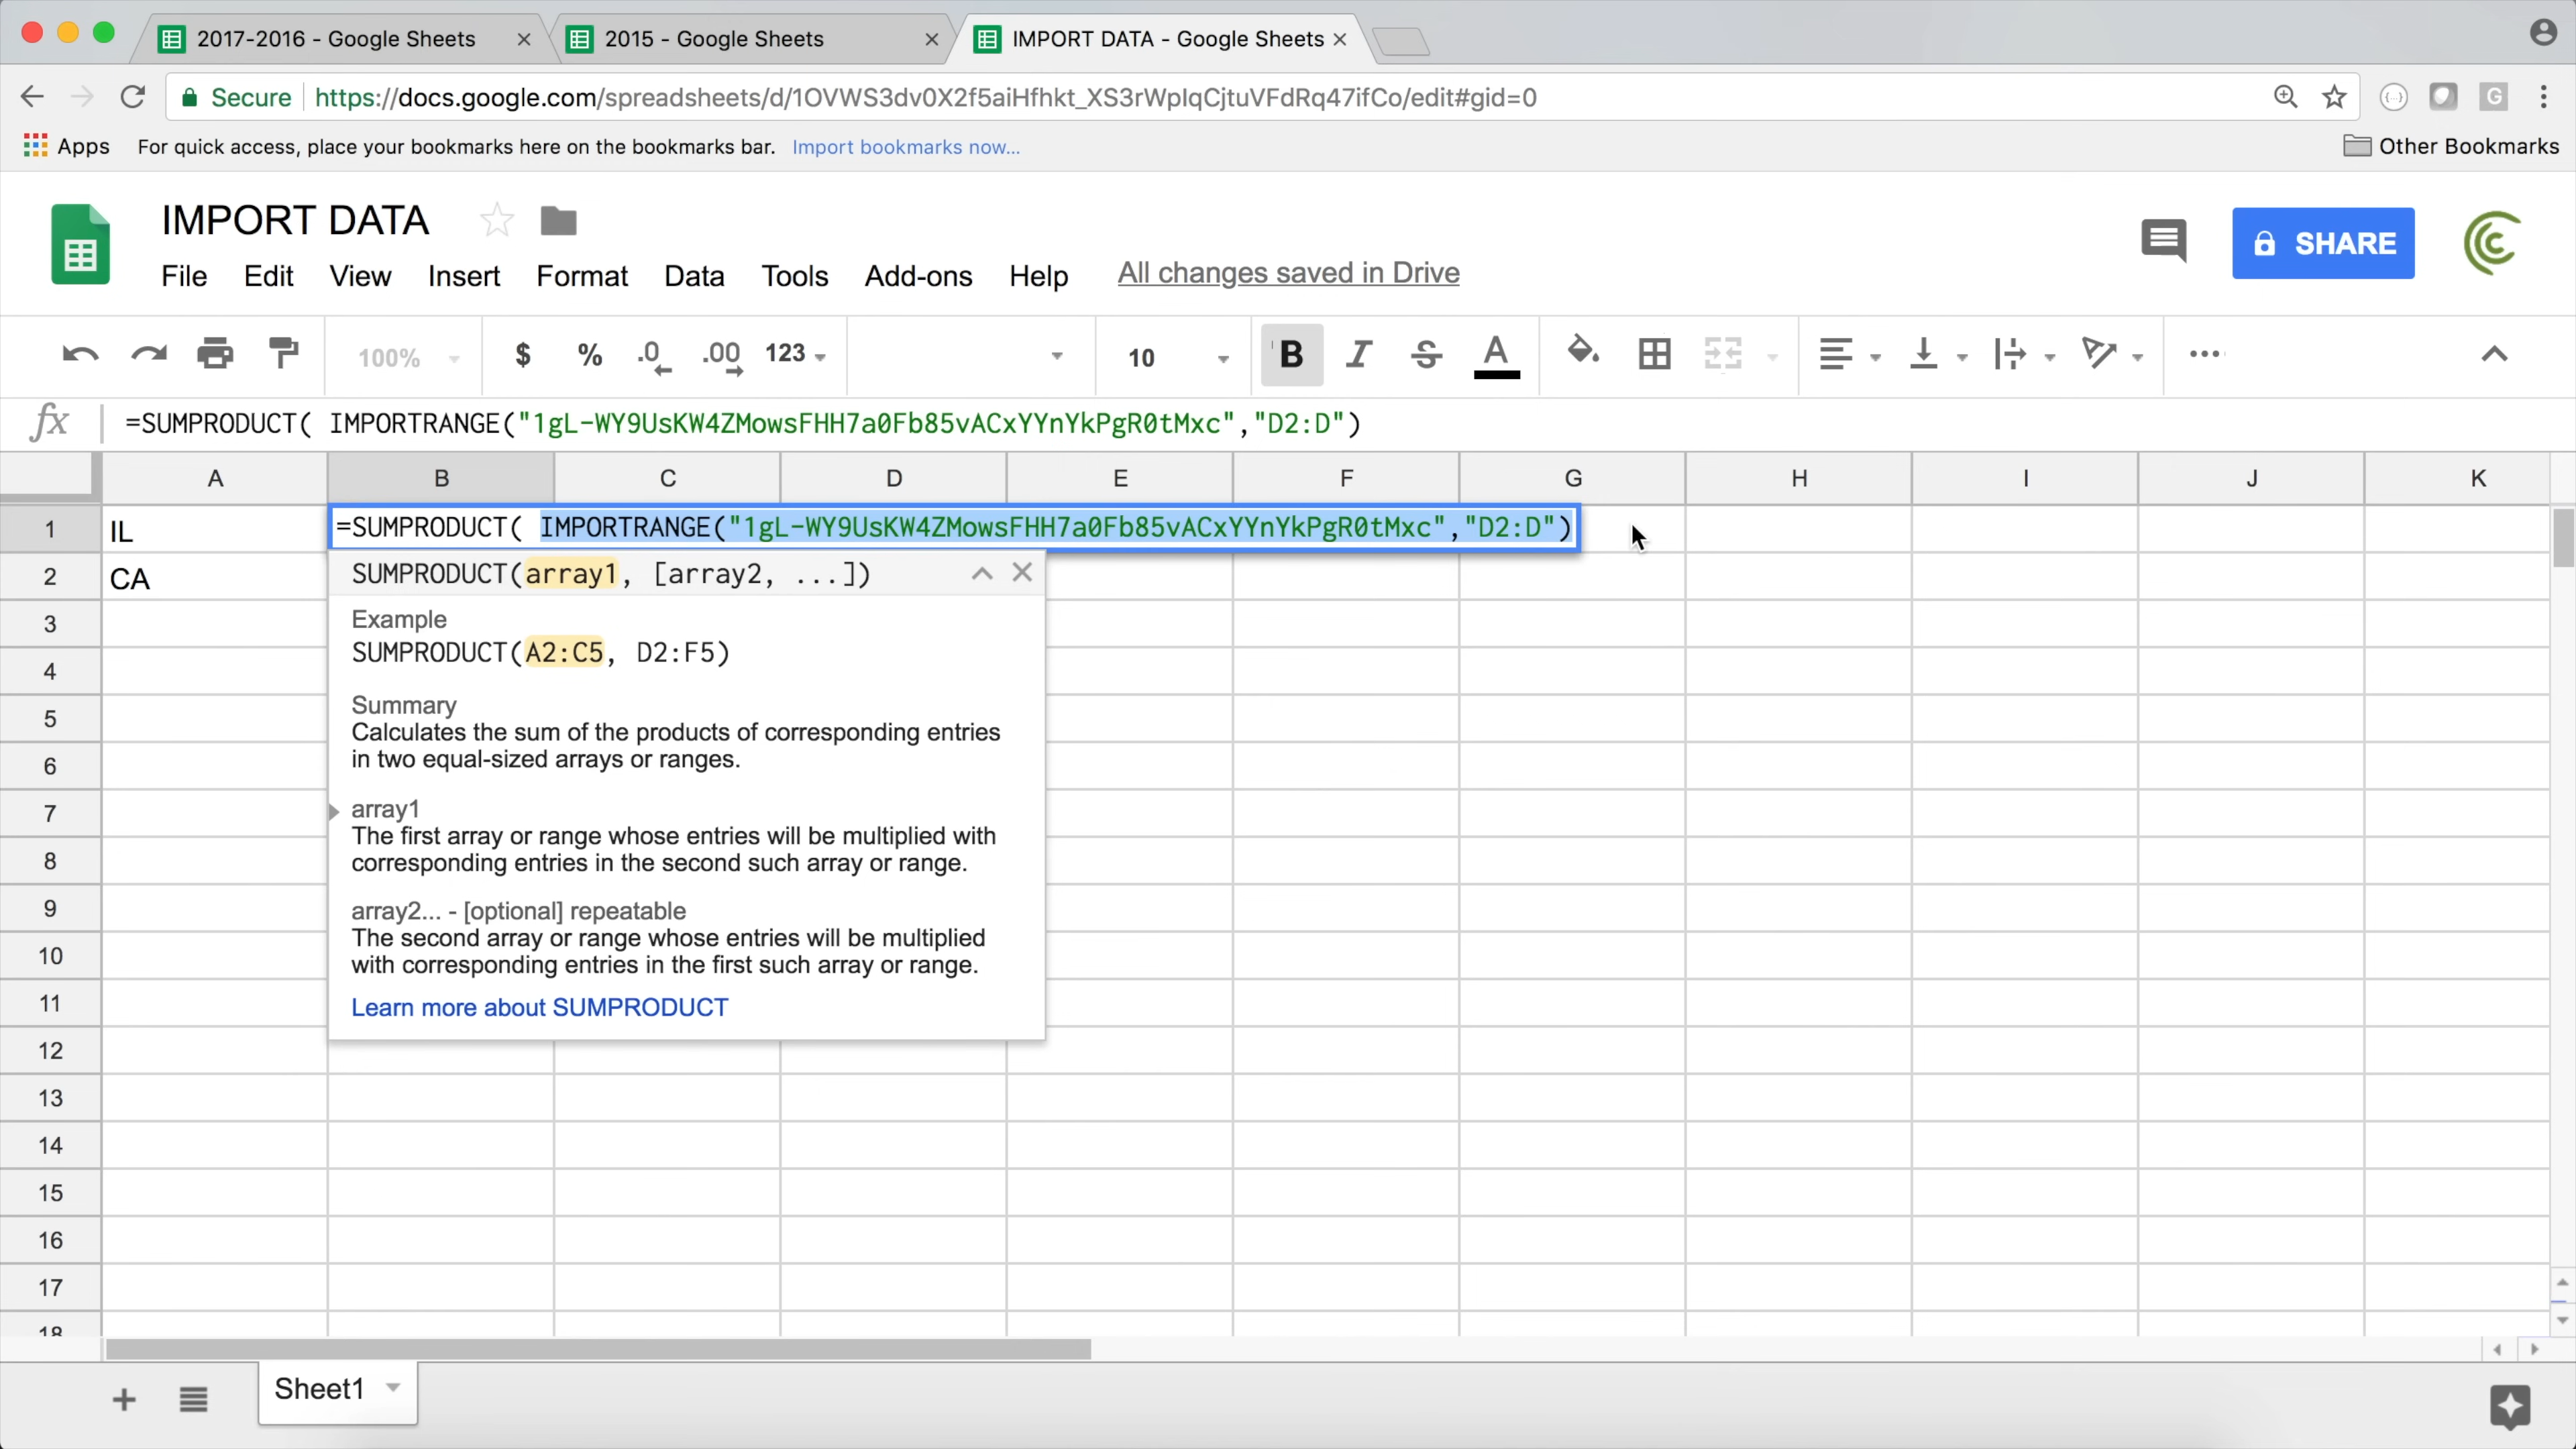 2017-2016 - Google Sheets
2015 - Google Sheets
IMPORT DATA - Google Sheets
Secure https://docs.google.com/spreadsheets/d/1OVWS3dv0X2f5aiHfhkt_XS3rWpIqCjtuVFdRq47ifCo/edit#gid=0
Apps For quick access, place your bookmarks here on the bookmarks bar. Import bookmarks now... Other Bookmarks
IMPORT DATA
SHARE
File Edit View Insert Format Data Tools Add-ons Help All changes saved in Drive
100% $ % .0 .00 123 10 B I S A
fx =SUMPRODUCT( IMPORTRANGE("1gL-WY9UsKW4ZMowsFHH7a0Fb85vACxYYnYkPgR0tMxc","D2:D")
A B C D E F G H I J K
1 IL =SUMPRODUCT( IMPORTRANGE("1gL-WY9UsKW4ZMowsFHH7a0Fb85vACxYYnYkPgR0tMxc","D2:D")
2 CA
SUMPRODUCT(array1, [array2, ...])
Example
SUMPRODUCT(A2:C5, D2:F5)
Summary
Calculates the sum of the products of corresponding entries
in two equal-sized arrays or ranges.
array1
The first array or range whose entries will be multiplied with
corresponding entries in the second such array or range.
array2... - [optional] repeatable
The second array or range whose entries will be multiplied
with corresponding entries in the first such array or range.
Learn more about SUMPRODUCT
3
4
5
6
7
8
9
10
11
12
13
14
15
16
17
18
Sheet1